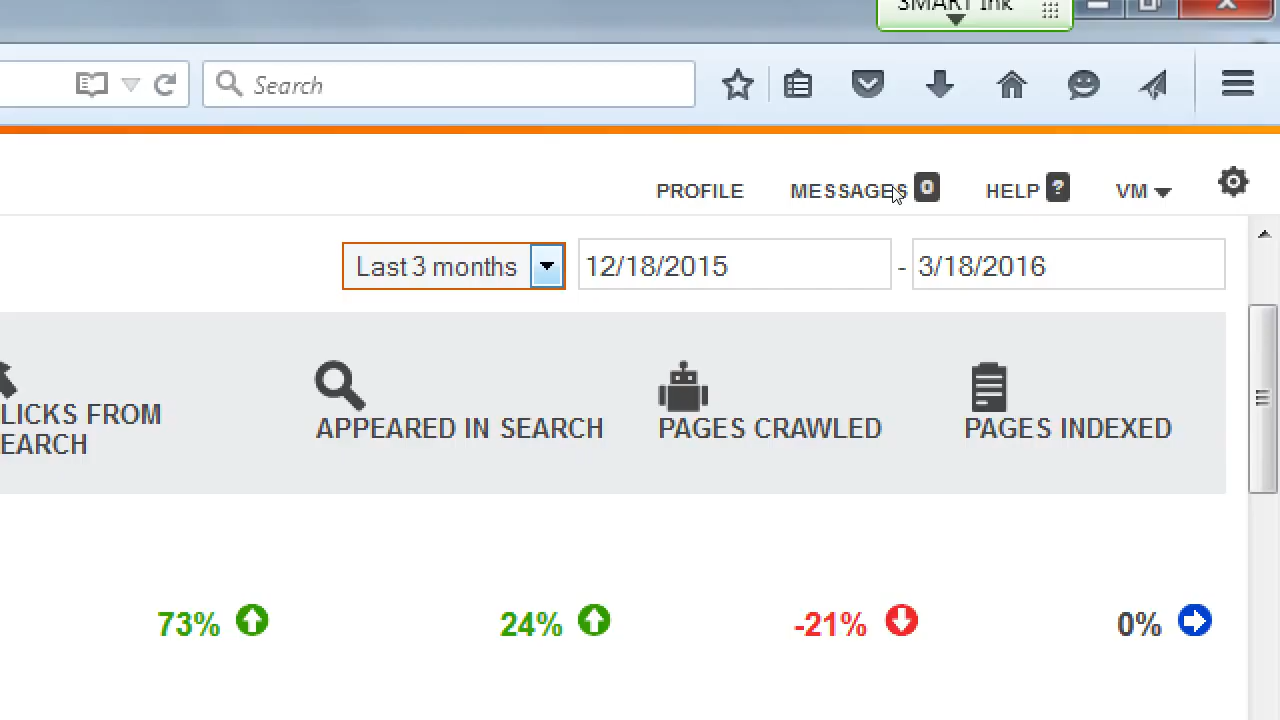 SMART Ink
Search
PROFILE MESSAGES 0 HELP ? VM
Last 3 months 12/18/2015 - 3/18/2016
LICKS FROM
EARCH
APPEARED IN SEARCH PAGES CRAWLED PAGES INDEXED
73% 24% -21% 0%